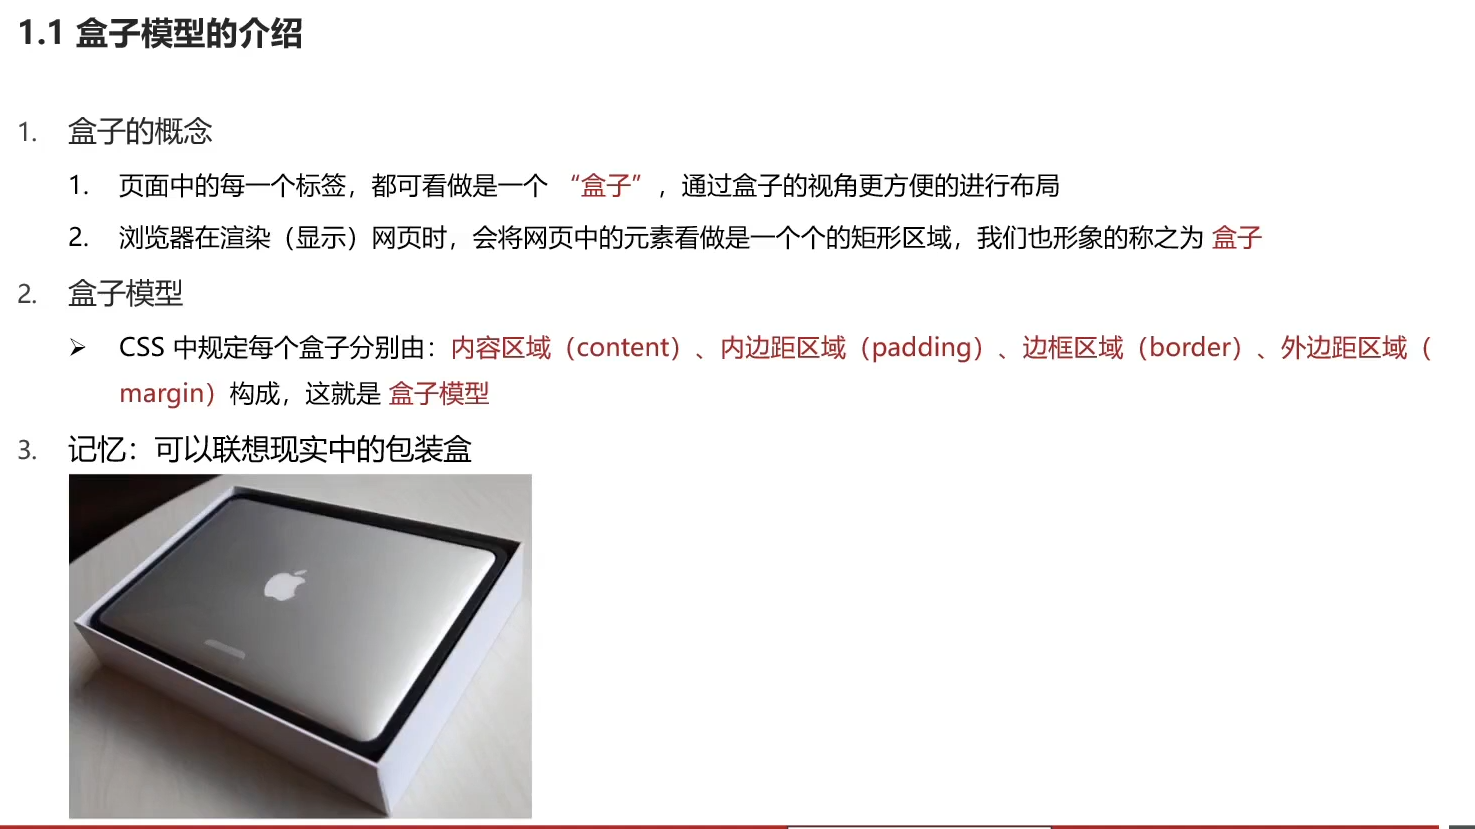 1.1 盒子模型的介绍
1. 盒子的概念
1. 页面中的每一个标签，都可看做是一个 “盒子” ，通过盒子的视角更方便的进行布局
2. 浏览器在渲染（显示）网页时，会将网页中的元素看做是一个个的矩形区域，我们也形象的称之为 盒子
2. 盒子模型
➢ CSS 中规定每个盒子分别由：内容区域（content）、内边距区域（padding）、边框区域（border）、外边距区域（
margin）构成，这就是 盒子模型
3. 记忆：可以联想现实中的包装盒